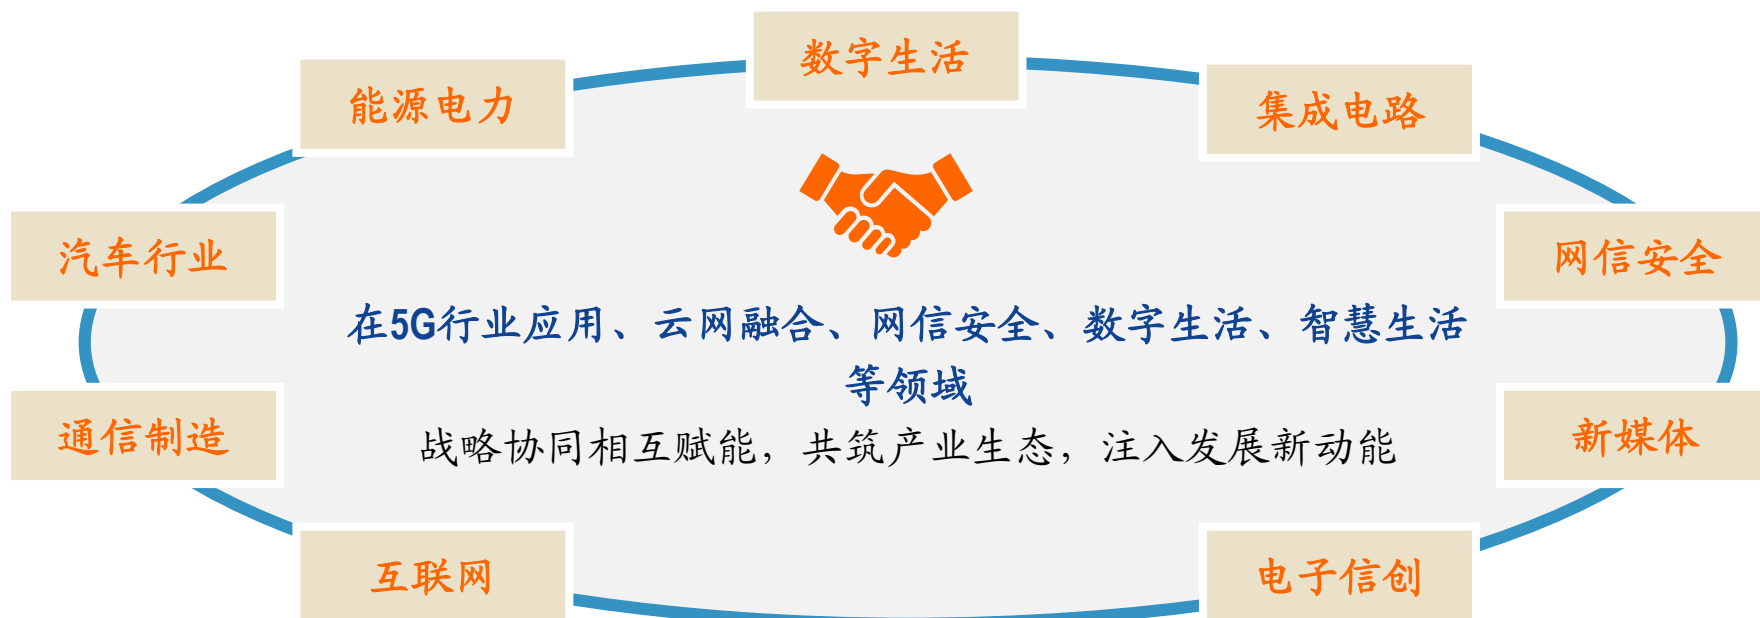 数字生活
能源电力
集成电路
汽车行业
网信安全
在5G行业应用、云网融合、网信安全、数字生活、智慧生活
等领域
通信制造
新媒体
战略协同相互赋能，共筑产业生态，注入发展新动能
互联网
电子信创